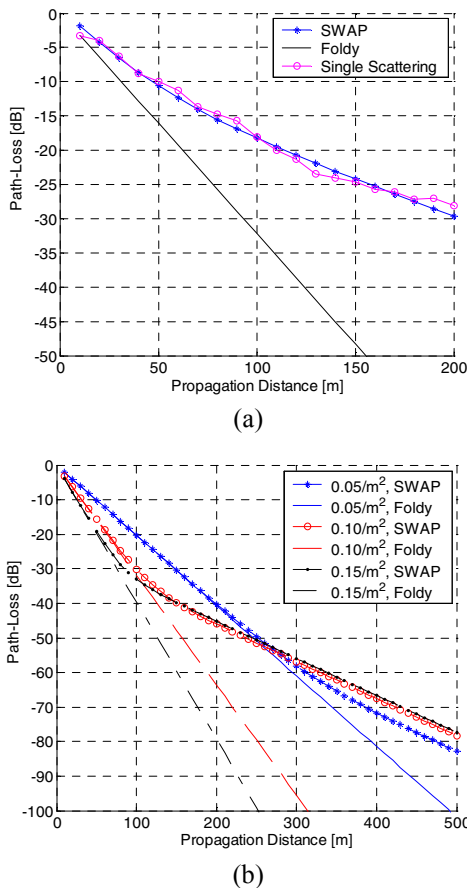 0
-5
-10
-15
-20
-25
-30
-35
-40
-45
-50
Path-Loss [dB]
SWAP
Foldy
Single Scattering
0 50 100 150 200
Propagation Distance [m]
(a)
0
-10
-20
-30
-40
-50
-60
-70
-80
-90
-100
Path-Loss [dB]
0.05/m², SWAP
0.05/m², Foldy
0.10/m², SWAP
0.10/m², Foldy
0.15/m², SWAP
0.15/m², Foldy
0 100 200 300 400 500
Propagation Distance [m]
(b)